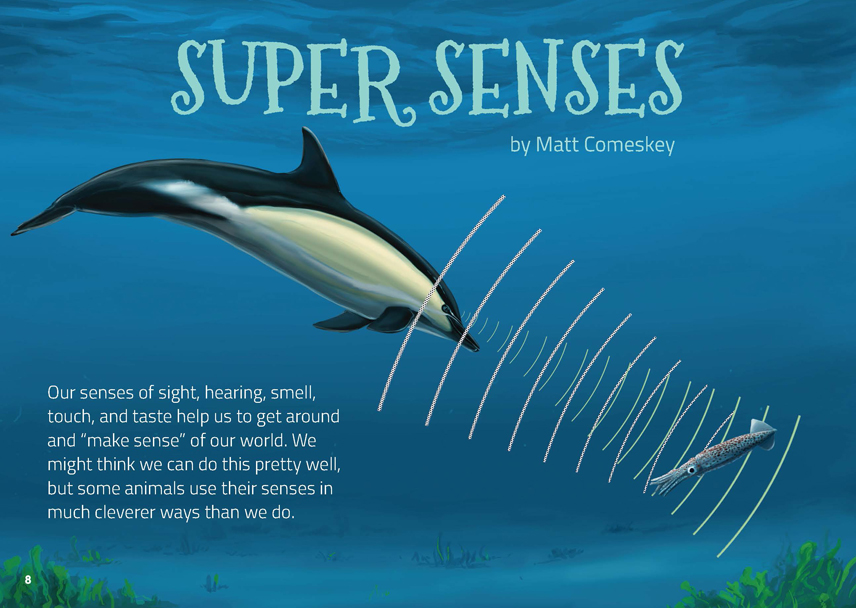 SUPER SENSES
by Matt Comeskey
Our senses of sight, hearing, smell,
touch, and taste help us to get around
and “make sense” of our world. We
might think we can do this pretty well,
but some animals use their senses in
much cleverer ways than we do.
8